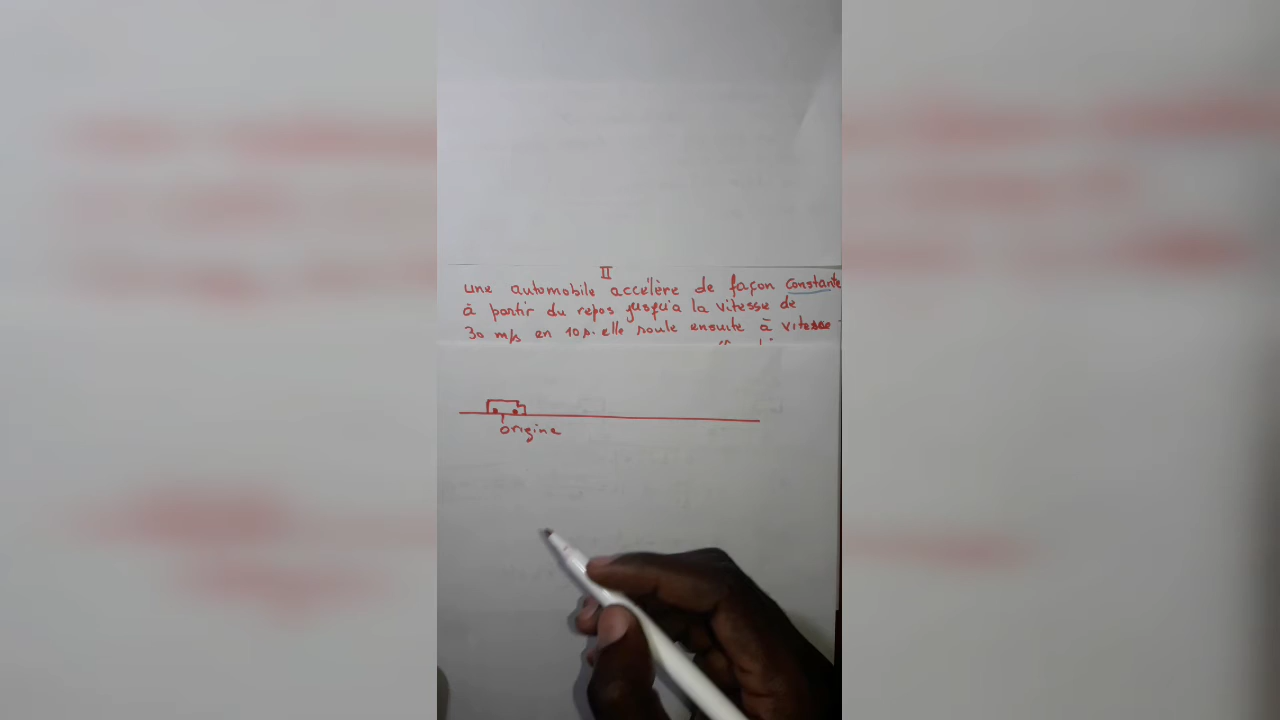 II
une automobile accélère de façon constante
à partir du repos jusqu'a la vitesse de
30 m/s en 10s. elle roule ensuite à vitesse
origine